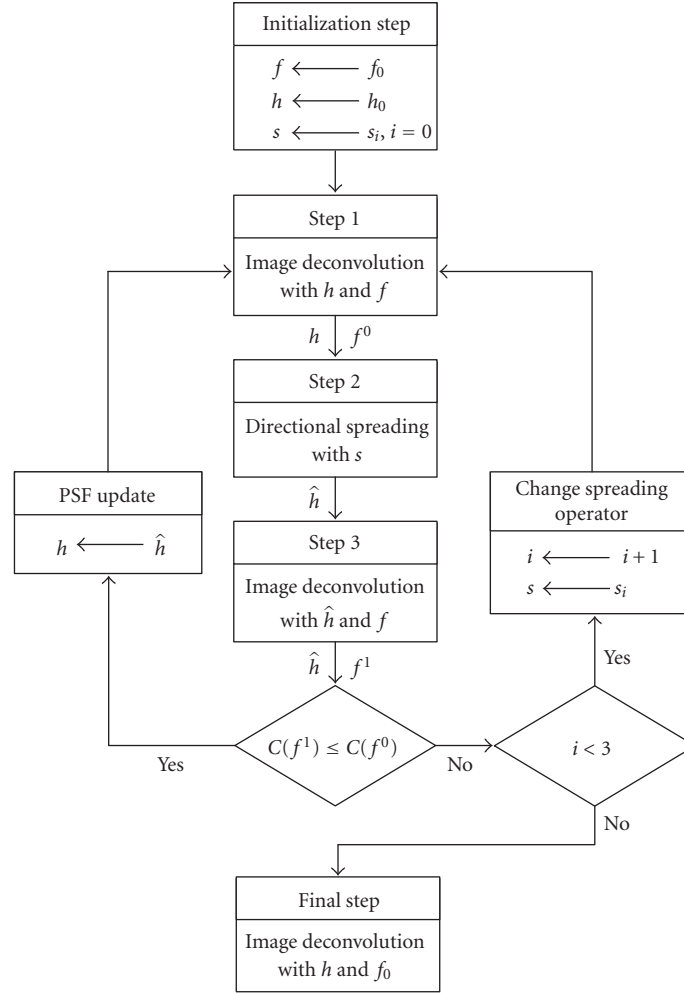 Initialization step
f ← f₀
h ← h₀
s ← sᵢ, i = 0
Step 1
Image deconvolution
with h and f
h f⁰
Step 2
Directional spreading
with s
ĥ
PSF update
h ← ĥ
Step 3
Image deconvolution
with ĥ and f
ĥ f¹
Change spreading
operator
i ← i + 1
s ← sᵢ
Yes
C(f¹) ≤ C(f⁰)
Yes
No
i < 3
No
Final step
Image deconvolution
with h and f₀